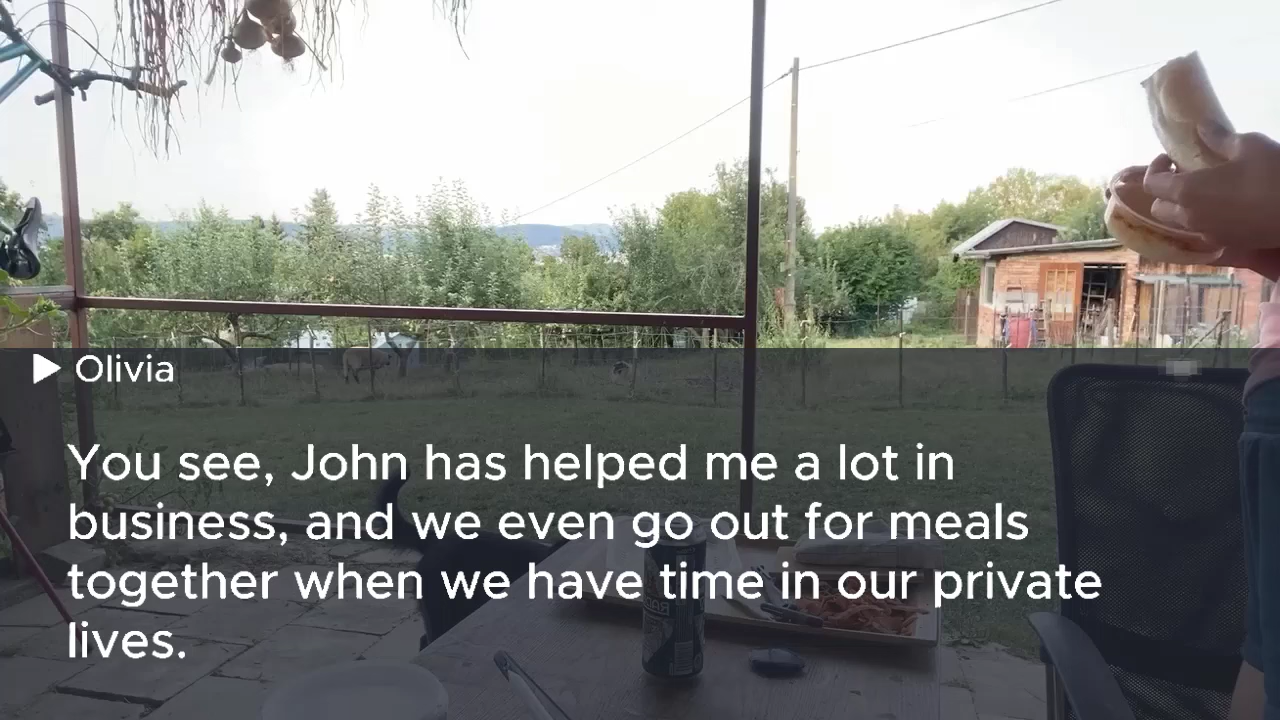 Olivia
You see, John has helped me a lot in
business, and we even go out for meals
together when we have time in our private
lives.